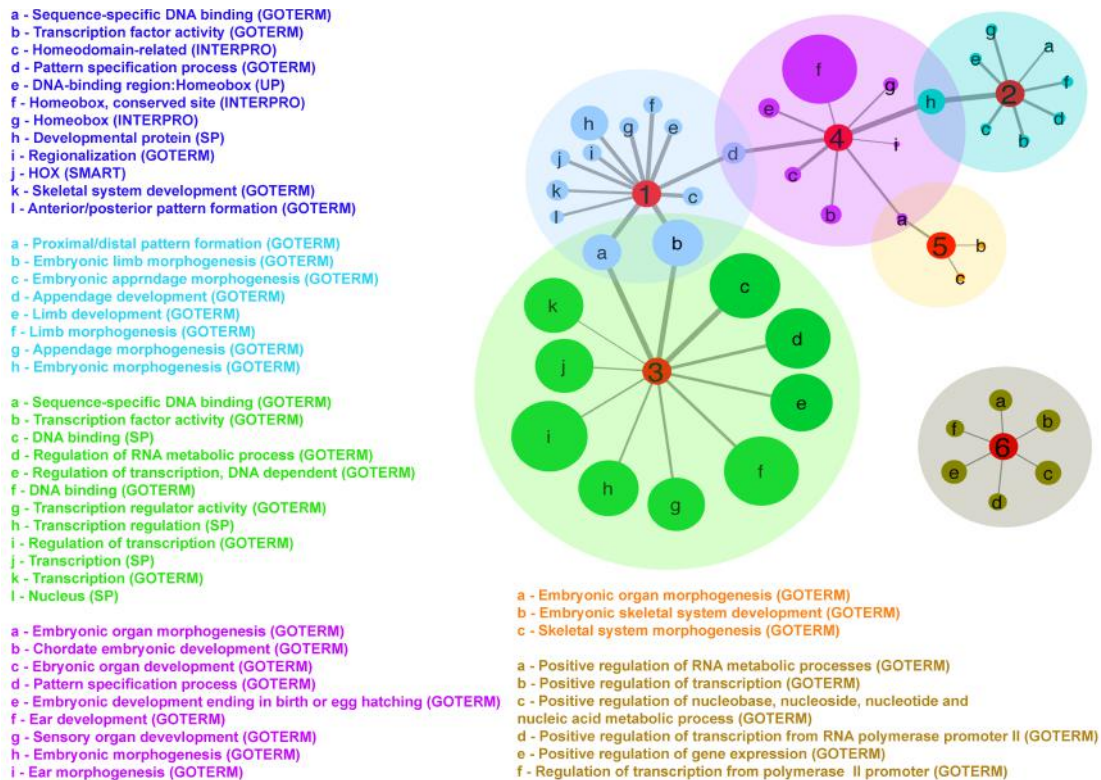 a - Sequence-specific DNA binding (GOTERM)
b - Transcription factor activity (GOTERM)
c - Homeodomain-related (INTERPRO)
d - Pattern specification process (GOTERM)
e - DNA-binding region:Homeobox (UP)
f - Homeobox, conserved site (INTERPRO)
g - Homeobox (INTERPRO)
h - Developmental protein (SP)
i - Regionalization (GOTERM)
j - HOX (SMART)
k - Skeletal system development (GOTERM)
l - Anterior/posterior pattern formation (GOTERM)
a - Proximal/distal pattern formation (GOTERM)
b - Embryonic limb morphogenesis (GOTERM)
c - Embryonic apprndage morphogenesis (GOTERM)
d - Appendage development (GOTERM)
e - Limb development (GOTERM)
f - Limb morphogenesis (GOTERM)
g - Appendage morphogenesis (GOTERM)
h - Embryonic morphogenesis (GOTERM)
a - Sequence-specific DNA binding (GOTERM)
b - Transcription factor activity (GOTERM)
c - DNA binding (SP)
d - Regulation of RNA metabolic process (GOTERM)
e - Regulation of transcription, DNA dependent (GOTERM)
f - DNA binding (GOTERM)
g - Transcription regulator activity (GOTERM)
h - Transcription regulation (SP)
i - Regulation of transcription (GOTERM)
j - Transcription (SP)
k - Transcription (GOTERM)
l - Nucleus (SP)
a - Embryonic organ morphogenesis (GOTERM)
b - Chordate embryonic development (GOTERM)
c - Ebryonic organ development (GOTERM)
d - Pattern specification process (GOTERM)
e - Embryonic development ending in birth or egg hatching (GOTERM)
f - Ear development (GOTERM)
g - Sensory organ development (GOTERM)
h - Embryonic morphogenesis (GOTERM)
i - Ear morphogenesis (GOTERM)
f
h
g
i
e
j
k
l
c
1
d
a
b
f
g
e
4
i
c
b
h
a
g
a
e
f
2
d
c
b
5
b
c
k
c
j
d
3
e
i
h
g
f
a
f
b
6
e
c
d
a - Embryonic organ morphogenesis (GOTERM)
b - Embryonic skeletal system development (GOTERM)
c - Skeletal system morphogenesis (GOTERM)
a - Positive regulation of RNA metabolic processes (GOTERM)
b - Positive regulation of transcription (GOTERM)
c - Positive regulation of nucleobase, nucleoside, nucleotide and
nucleic acid metabolic process (GOTERM)
d - Positive regulation of transcription from RNA polymerase promoter II (GOTERM)
e - Positive regulation of gene expression (GOTERM)
f - Regulation of transcription from polymerase II promoter (GOTERM)